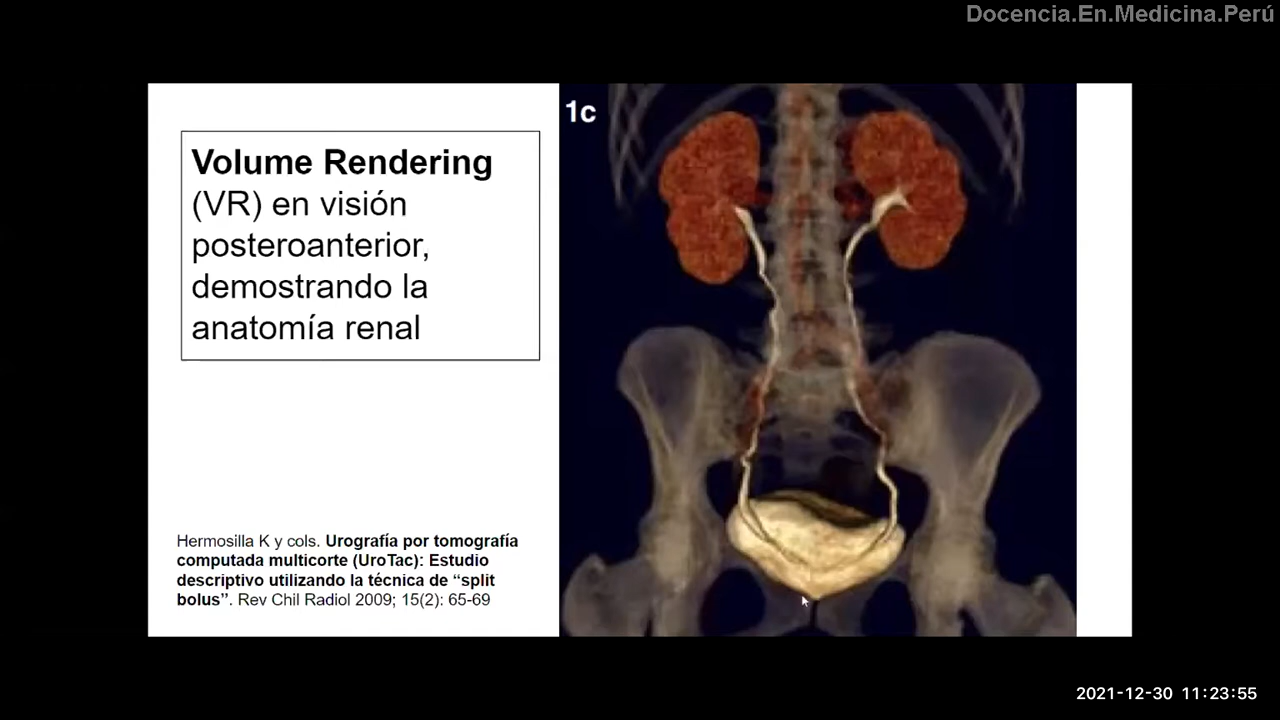 Docencia.En.Medicina.Perú
1c
Volume Rendering
(VR) en visión
posteroanterior,
demostrando la
anatomía renal
Hermosilla K y cols. Urografía por tomografía
computada multicorte (UroTac): Estudio
descriptivo utilizando la técnica de “split
bolus”. Rev Chil Radiol 2009; 15(2): 65-69
2021-12-30 11:23:55